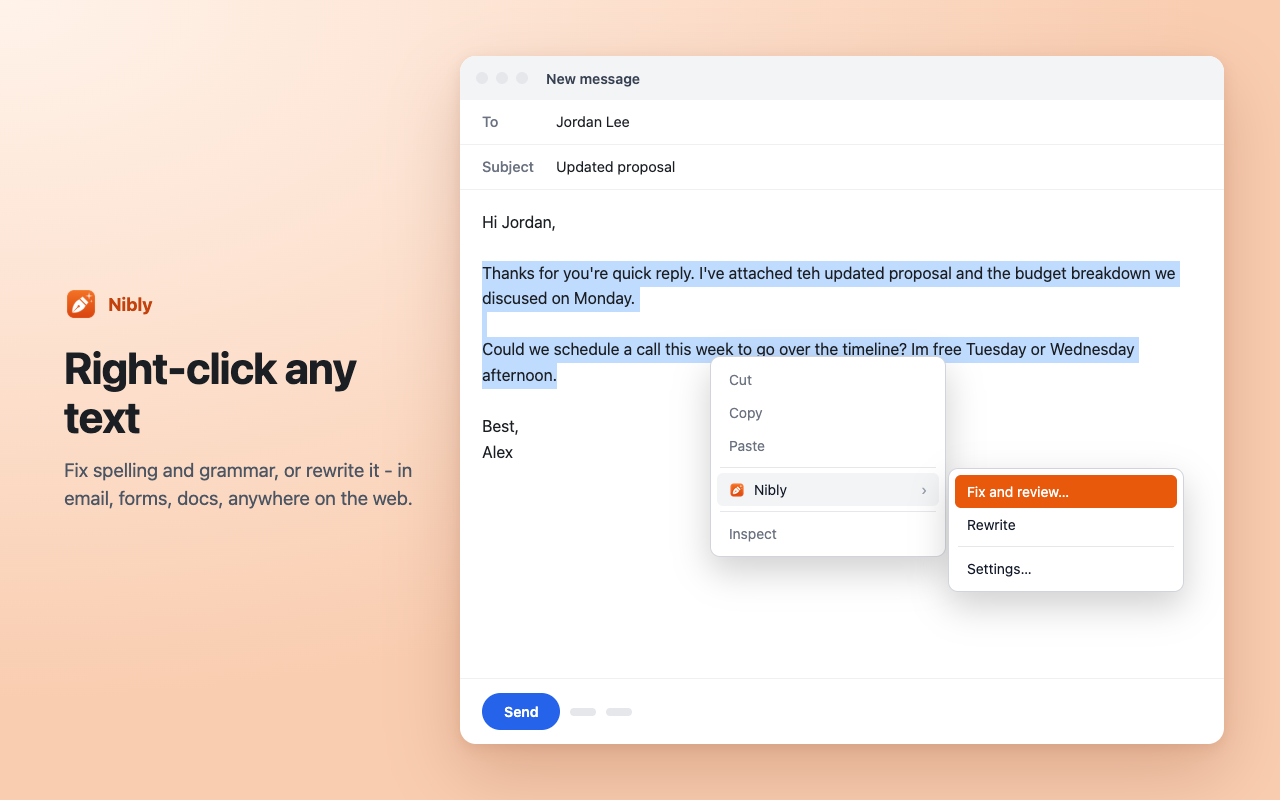 Nibly
Right-click any
text
Fix spelling and grammar, or rewrite it - in
email, forms, docs, anywhere on the web.
New message
To Jordan Lee
Subject Updated proposal
Hi Jordan,
Thanks for you're quick reply. I've attached teh updated proposal and the budget breakdown we
discused on Monday.
Could we schedule a call this week to go over the timeline? Im free Tuesday or Wednesday
afternoon.
Best,
Alex
Cut
Copy
Paste
Nibly ›
Inspect
Fix and review...
Rewrite
Settings...
Send